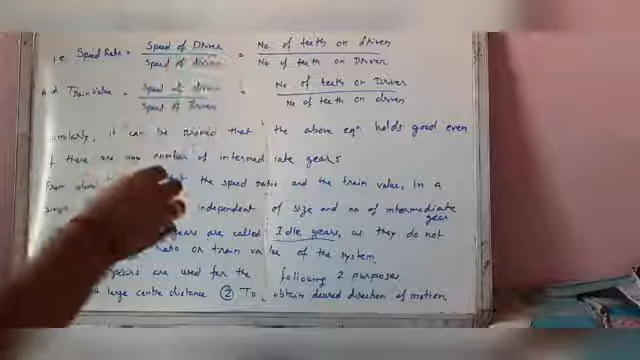 i.e Speed Ratio = Speed of Driver / Speed of driven = No of teeth on driven / No of teeth on Driver
Train Value = Speed of driven / Speed of Driven = No of teeth on Driver / No of teeth on driven
it can be proved that the above eqn holds good even
if there are any number of intermediate gears
From above the speed ratio and the train value, in a
independent of size and no of intermediate
gear
gears are called Idle gears, as they do not
ratio or train value of the system.
gears are used for the following 2 purposes
large centre distance ② To obtain desired direction of motion.